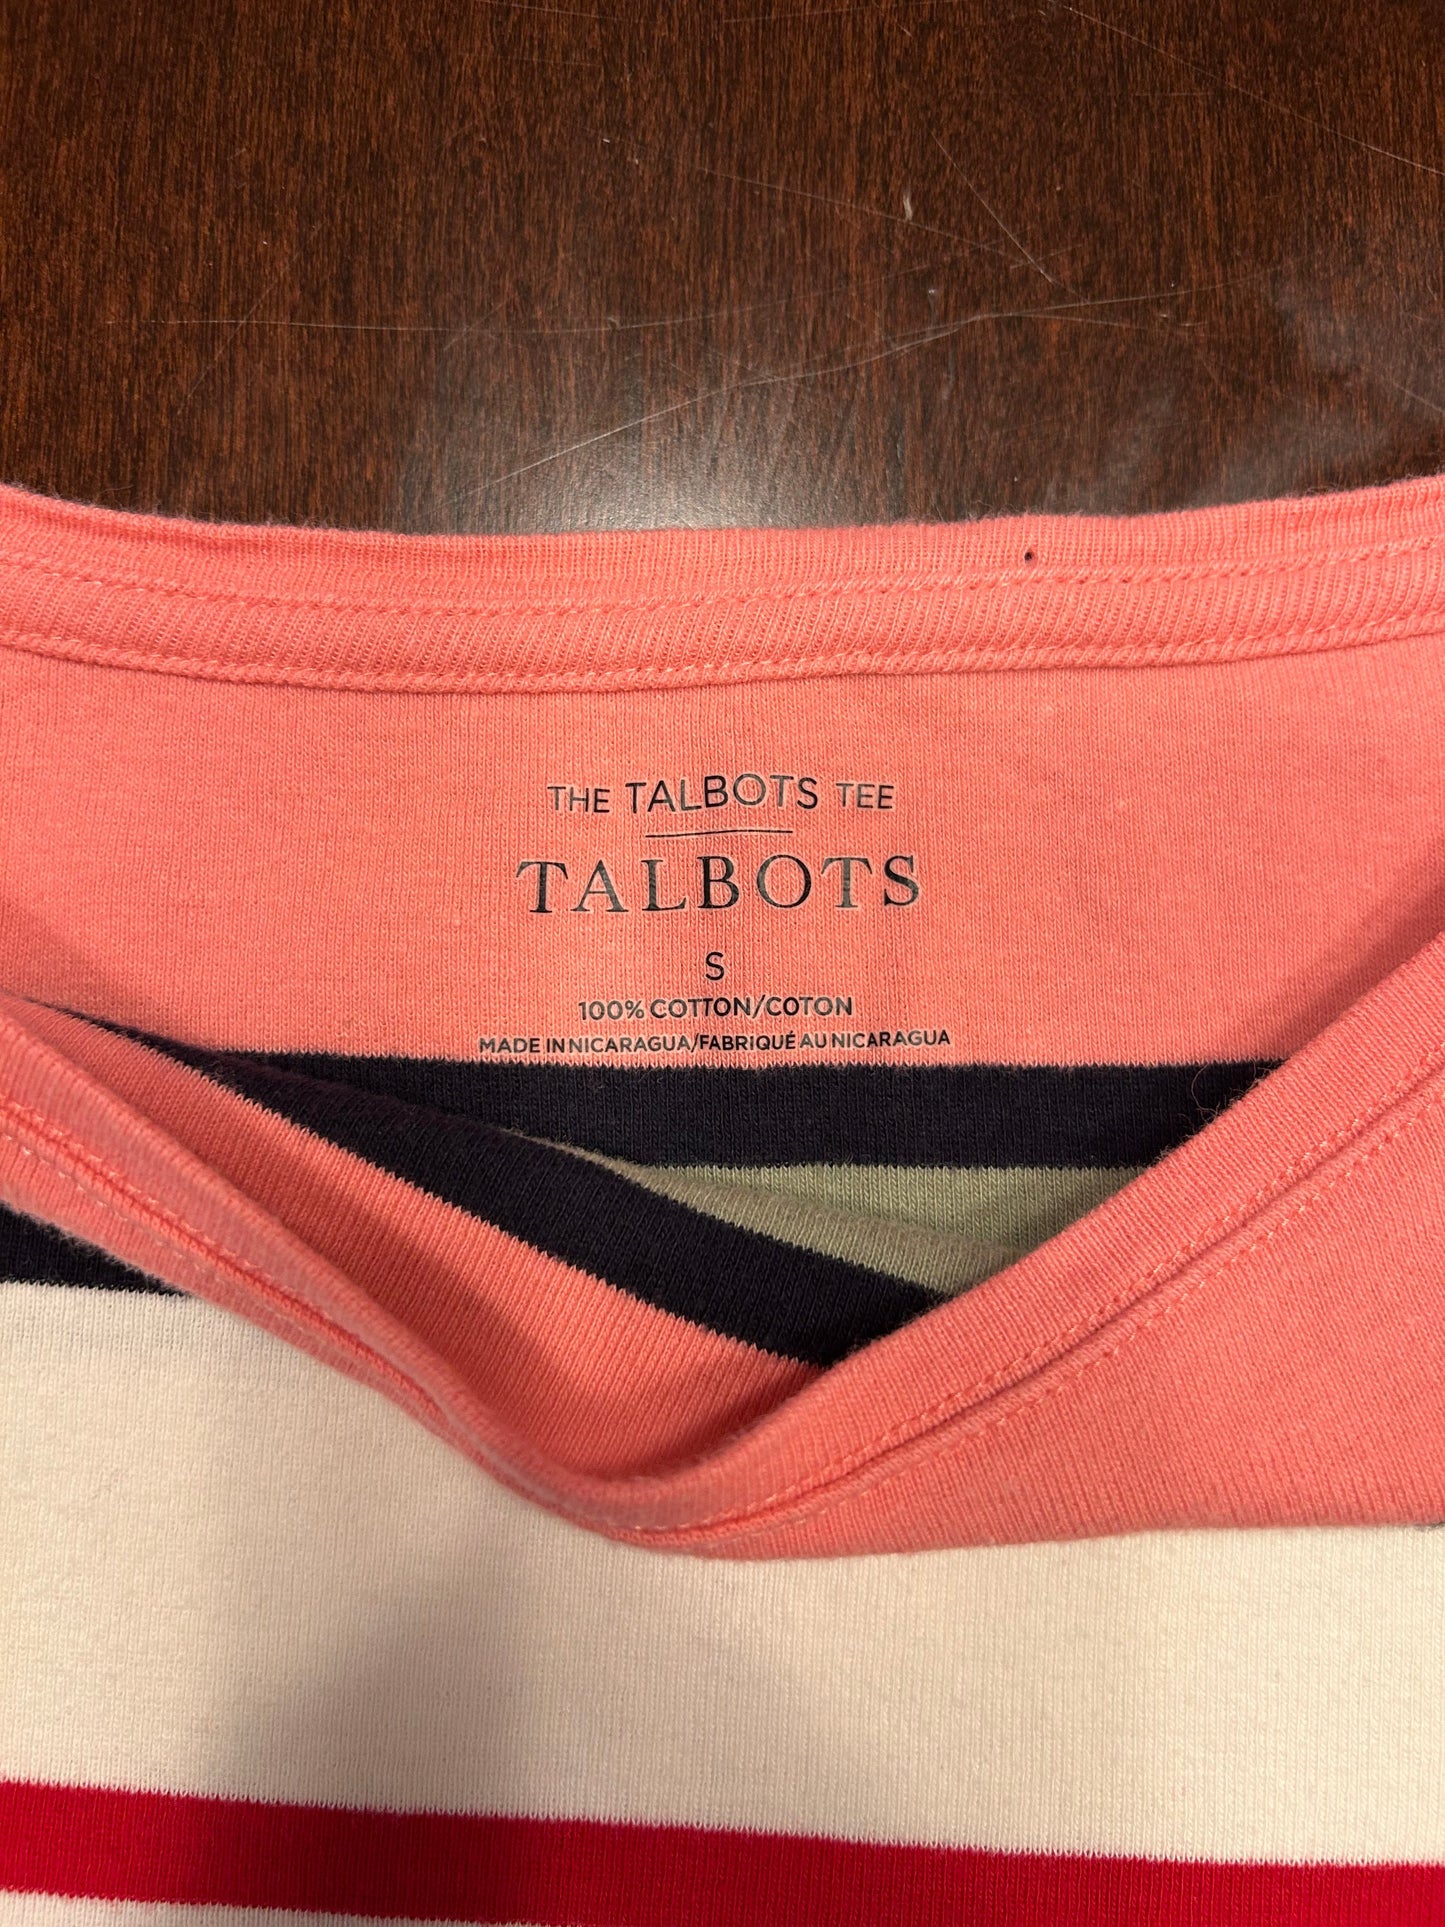 THE TALBOTS TEE
TALBOTS
S
100% COTTON/COTON
MADE IN NICARAGUA/FABRIQUÉ AU NICARAGUA